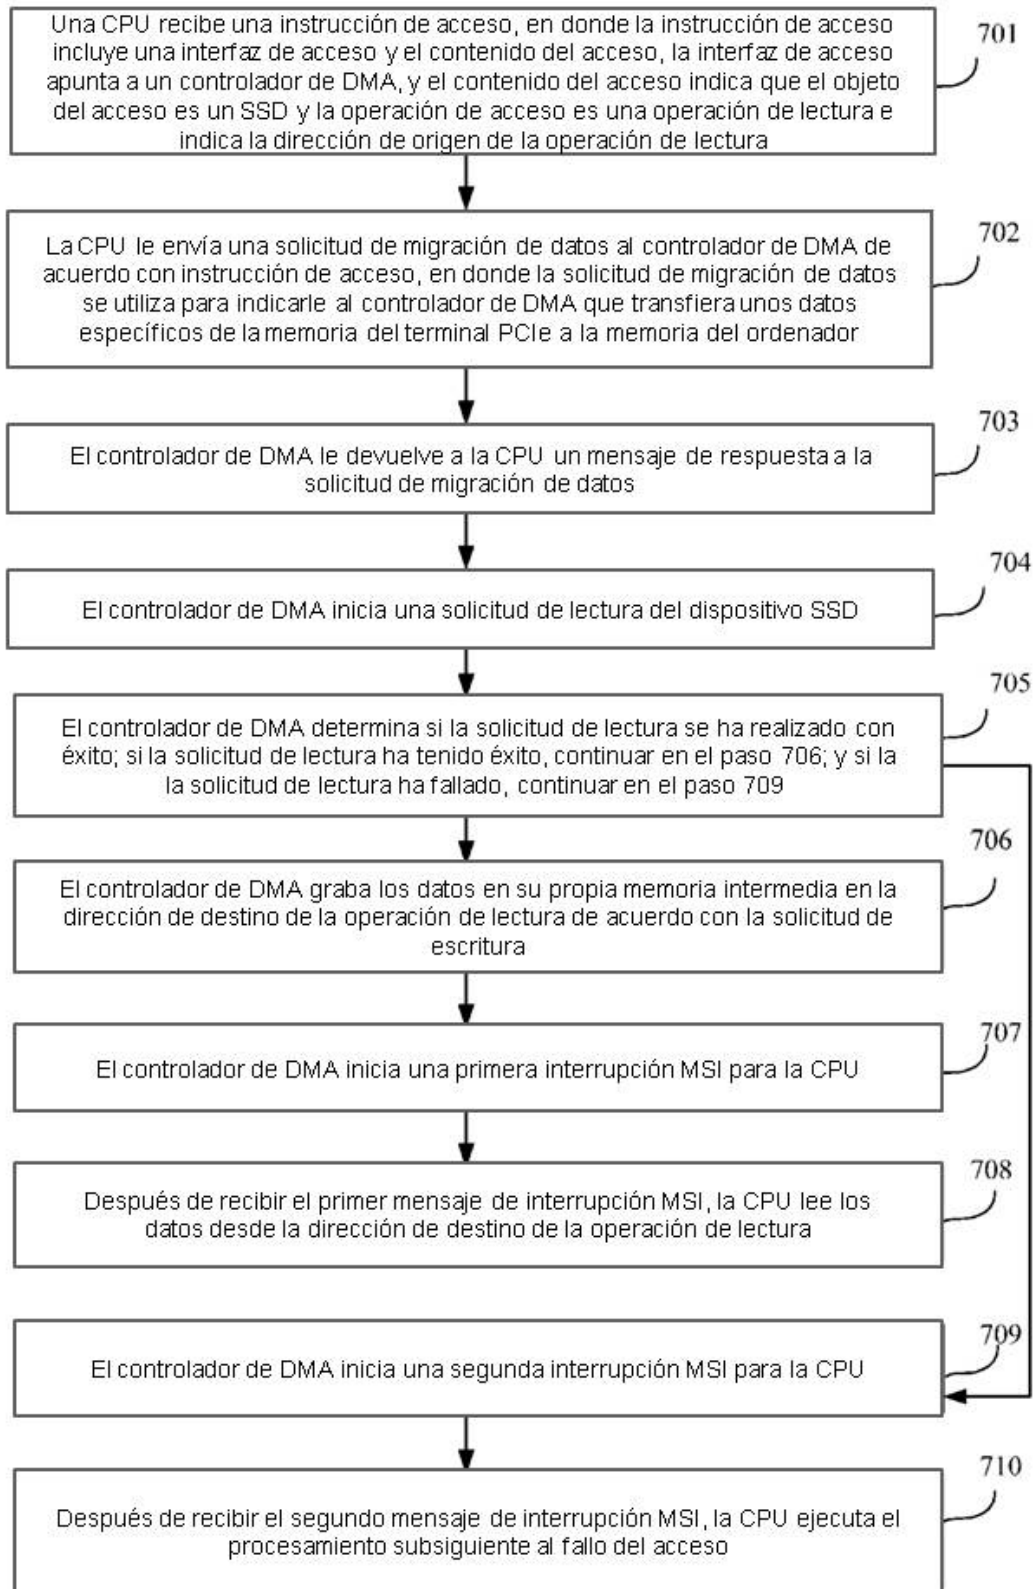 Una CPU recibe una instrucción de acceso, en donde la instrucción de acceso
incluye una interfaz de acceso y el contenido del acceso, la interfaz de acceso
apunta a un controlador de DMA, y el contenido del acceso indica que el objeto
del acceso es un SSD y la operación de acceso es una operación de lectura e
indica la dirección de origen de la operación de lectura
701
La CPU le envía una solicitud de migración de datos al controlador de DMA de
acuerdo con instrucción de acceso, en donde la solicitud de migración de datos
se utiliza para indicarle al controlador de DMA que transfiera unos datos
específicos de la memoria del terminal PCIe a la memoria del ordenador
702
El controlador de DMA le devuelve a la CPU un mensaje de respuesta a la
solicitud de migración de datos
703
El controlador de DMA inicia una solicitud de lectura del dispositivo SSD
704
El controlador de DMA determina si la solicitud de lectura se ha realizado con
éxito; si la solicitud de lectura ha tenido éxito, continuar en el paso 706; y si la
la solicitud de lectura ha fallado, continuar en el paso 709
705
El controlador de DMA graba los datos en su propia memoria intermedia en la
dirección de destino de la operación de lectura de acuerdo con la solicitud de
escritura
706
El controlador de DMA inicia una primera interrupción MSI para la CPU
707
Después de recibir el primer mensaje de interrupción MSI, la CPU lee los
datos desde la dirección de destino de la operación de lectura
708
El controlador de DMA inicia una segunda interrupción MSI para la CPU
709
Después de recibir el segundo mensaje de interrupción MSI, la CPU ejecuta el
procesamiento subsiguiente al fallo del acceso
710